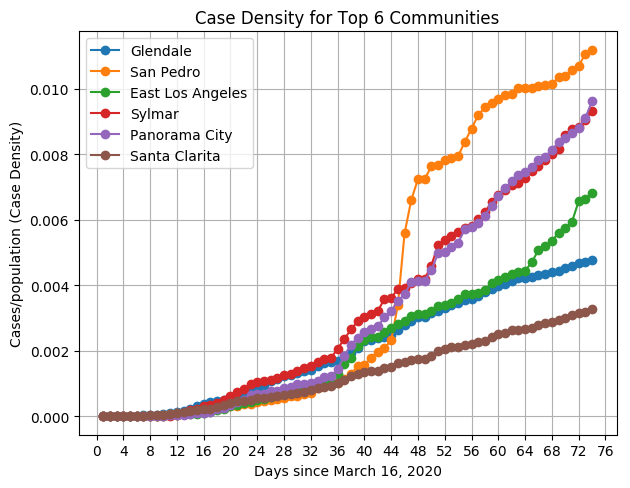 Case Density for Top 6 Communities
Glendale
San Pedro
East Los Angeles
Sylmar
Panorama City
Santa Clarita
Cases/population (Case Density)
0.010
0.008
0.006
0.004
0.002
0.000
0 4 8 12 16 20 24 28 32 36 40 44 48 52 56 60 64 68 72 76
Days since March 16, 2020